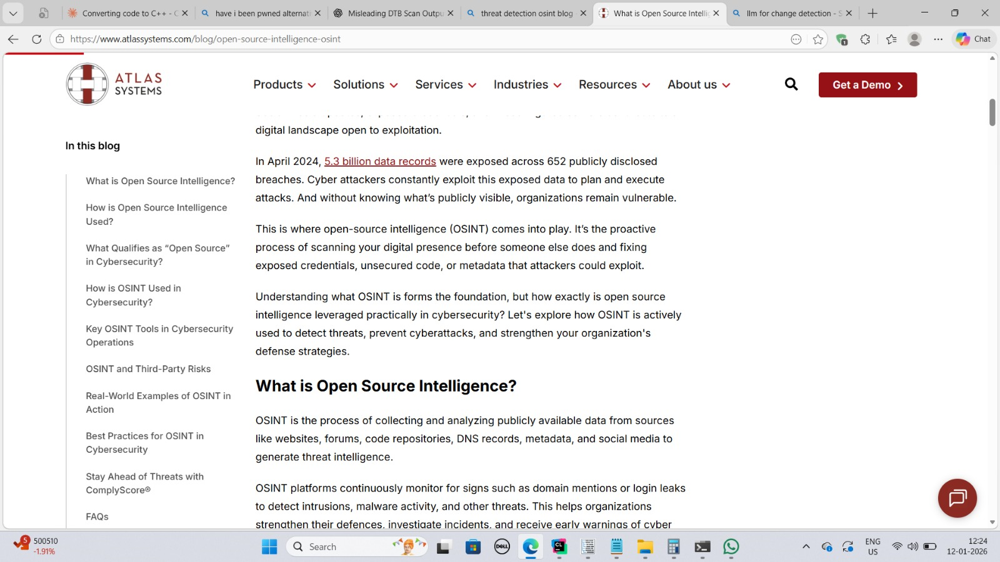 Converting code to C++ - C
have i been pwned alternati
Misleading DTB Scan Outpu
threat detection osint blog
What is Open Source Intellig
llm for change detection - S
https://www.atlassystems.com/blog/open-source-intelligence-osint
1
Chat
ATLAS
SYSTEMS
Products
Solutions
Services
Industries
Resources
About us
Get a Demo
In this blog
What is Open Source Intelligence?
How is Open Source Intelligence
Used?
What Qualifies as “Open Source”
in Cybersecurity?
How is OSINT Used in
Cybersecurity?
Key OSINT Tools in Cybersecurity
Operations
OSINT and Third-Party Risks
Real-World Examples of OSINT in
Action
Best Practices for OSINT in
Cybersecurity
Stay Ahead of Threats with
ComplyScore®
FAQs
digital landscape open to exploitation.
In April 2024, 5.3 billion data records were exposed across 652 publicly disclosed
breaches. Cyber attackers constantly exploit this exposed data to plan and execute
attacks. And without knowing what’s publicly visible, organizations remain vulnerable.
This is where open-source intelligence (OSINT) comes into play. It’s the proactive
process of scanning your digital presence before someone else does and fixing
exposed credentials, unsecured code, or metadata that attackers could exploit.
Understanding what OSINT is forms the foundation, but how exactly is open source
intelligence leveraged practically in cybersecurity? Let's explore how OSINT is actively
used to detect threats, prevent cyberattacks, and strengthen your organization's
defense strategies.
What is Open Source Intelligence?
OSINT is the process of collecting and analyzing publicly available data from sources
like websites, forums, code repositories, DNS records, metadata, and social media to
generate threat intelligence.
OSINT platforms continuously monitor for signs such as domain mentions or login leaks
to detect intrusions, malware activity, and other threats. This helps organizations
strengthen their defences, investigate incidents, and receive early warnings of cyber
5
500510
-1.91%
Search
DELL
CL
ENG
US
12:24
12-01-2026